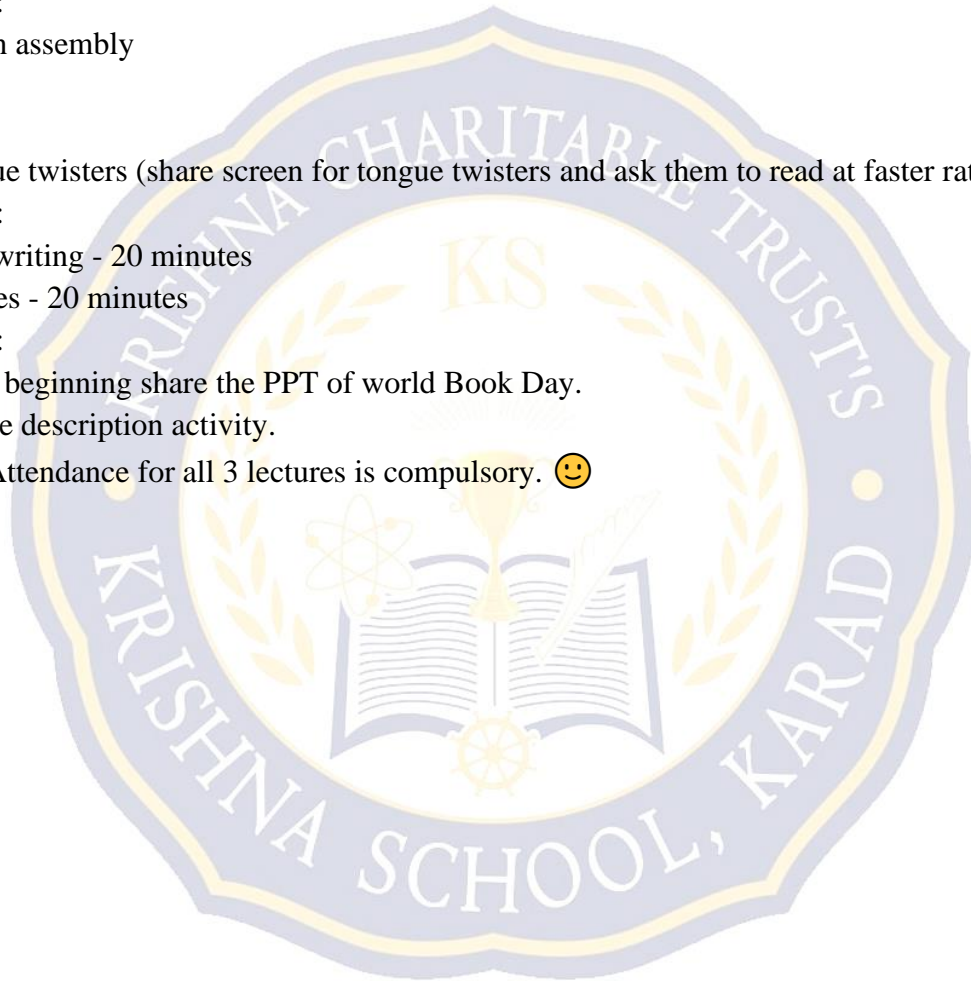 :
n assembly
ue twisters (share screen for tongue twisters and ask them to read at faster rat
:
writing - 20 minutes
es - 20 minutes
:
beginning share the PPT of world Book Day.
e description activity.
Attendance for all 3 lectures is compulsory. 🙂
KRISHNA CHARITABLE TRUST'S
KS
KRISHNA SCHOOL, KARAD